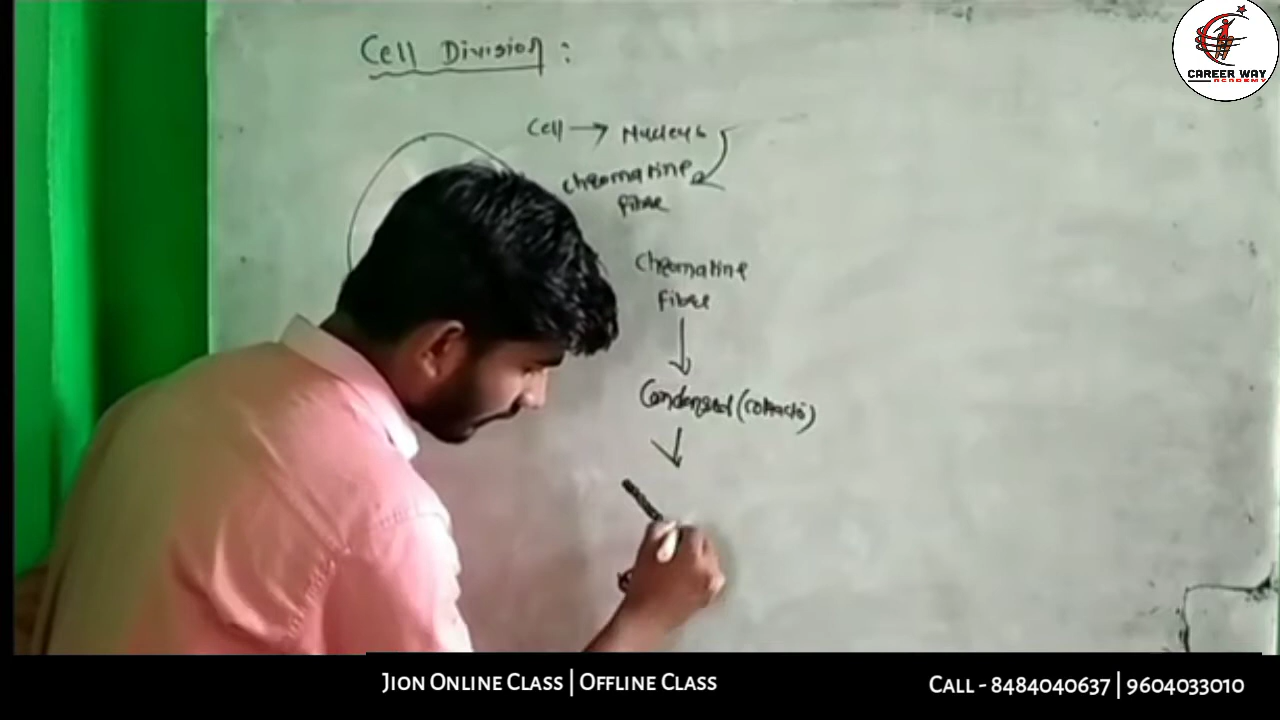 Cell Division :
Cell → Nucleus
chromatine
fibre
Chromatine
Fibre
Condensed
CAREER WAY
ACADEMY
JION ONLINE CLASS | OFFLINE CLASS
CALL - 8484040637 | 9604033010